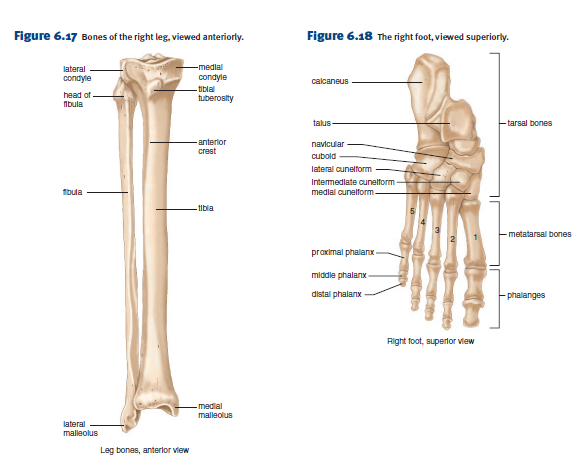 Figure 6.17 Bones of the right leg, viewed anteriorly.
lateral
condyle
head of
fibula
fibula
lateral
malleolus
medial
condyle
tibial
tuberosity
anterior
crest
tibia
medial
malleolus
Leg bones, anterior view
Figure 6.18 The right foot, viewed superiorly.
calcaneus
talus
navicular
cuboid
lateral cuneiform
intermediate cuneiform
medial cuneiform
5
4
3
2
1
proximal phalanx
middle phalanx
distal phalanx
tarsal bones
metatarsal bones
phalanges
Right foot, superior view